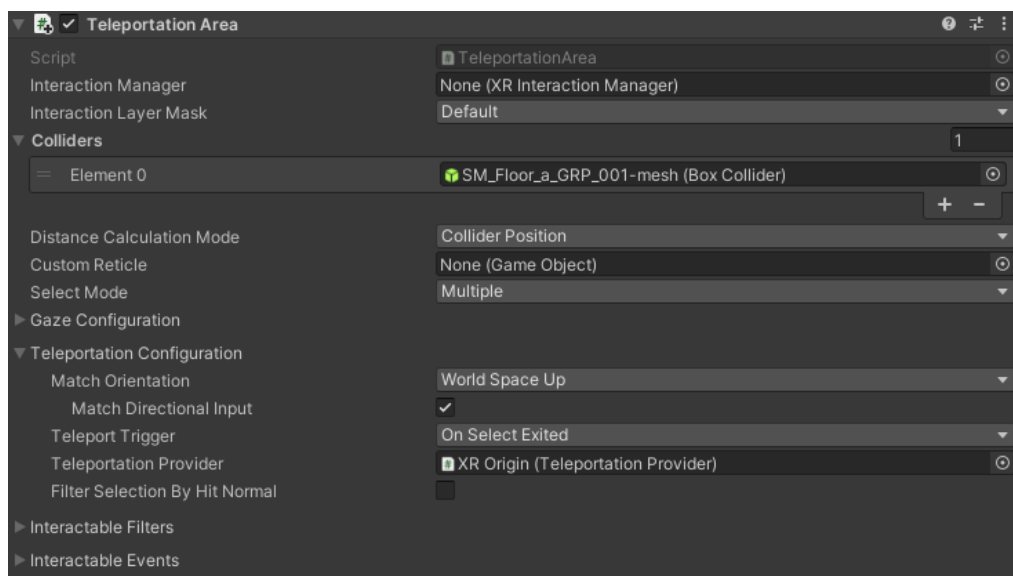 Teleportation Area
Script TeleportationArea
Interaction Manager None (XR Interaction Manager)
Interaction Layer Mask Default
Colliders 1
Element 0 SM_Floor_a_GRP_001-mesh (Box Collider)
+ -
Distance Calculation Mode Collider Position
Custom Reticle None (Game Object)
Select Mode Multiple
Gaze Configuration
Teleportation Configuration
Match Orientation World Space Up
Match Directional Input
Teleport Trigger On Select Exited
Teleportation Provider XR Origin (Teleportation Provider)
Filter Selection By Hit Normal
Interactable Filters
Interactable Events